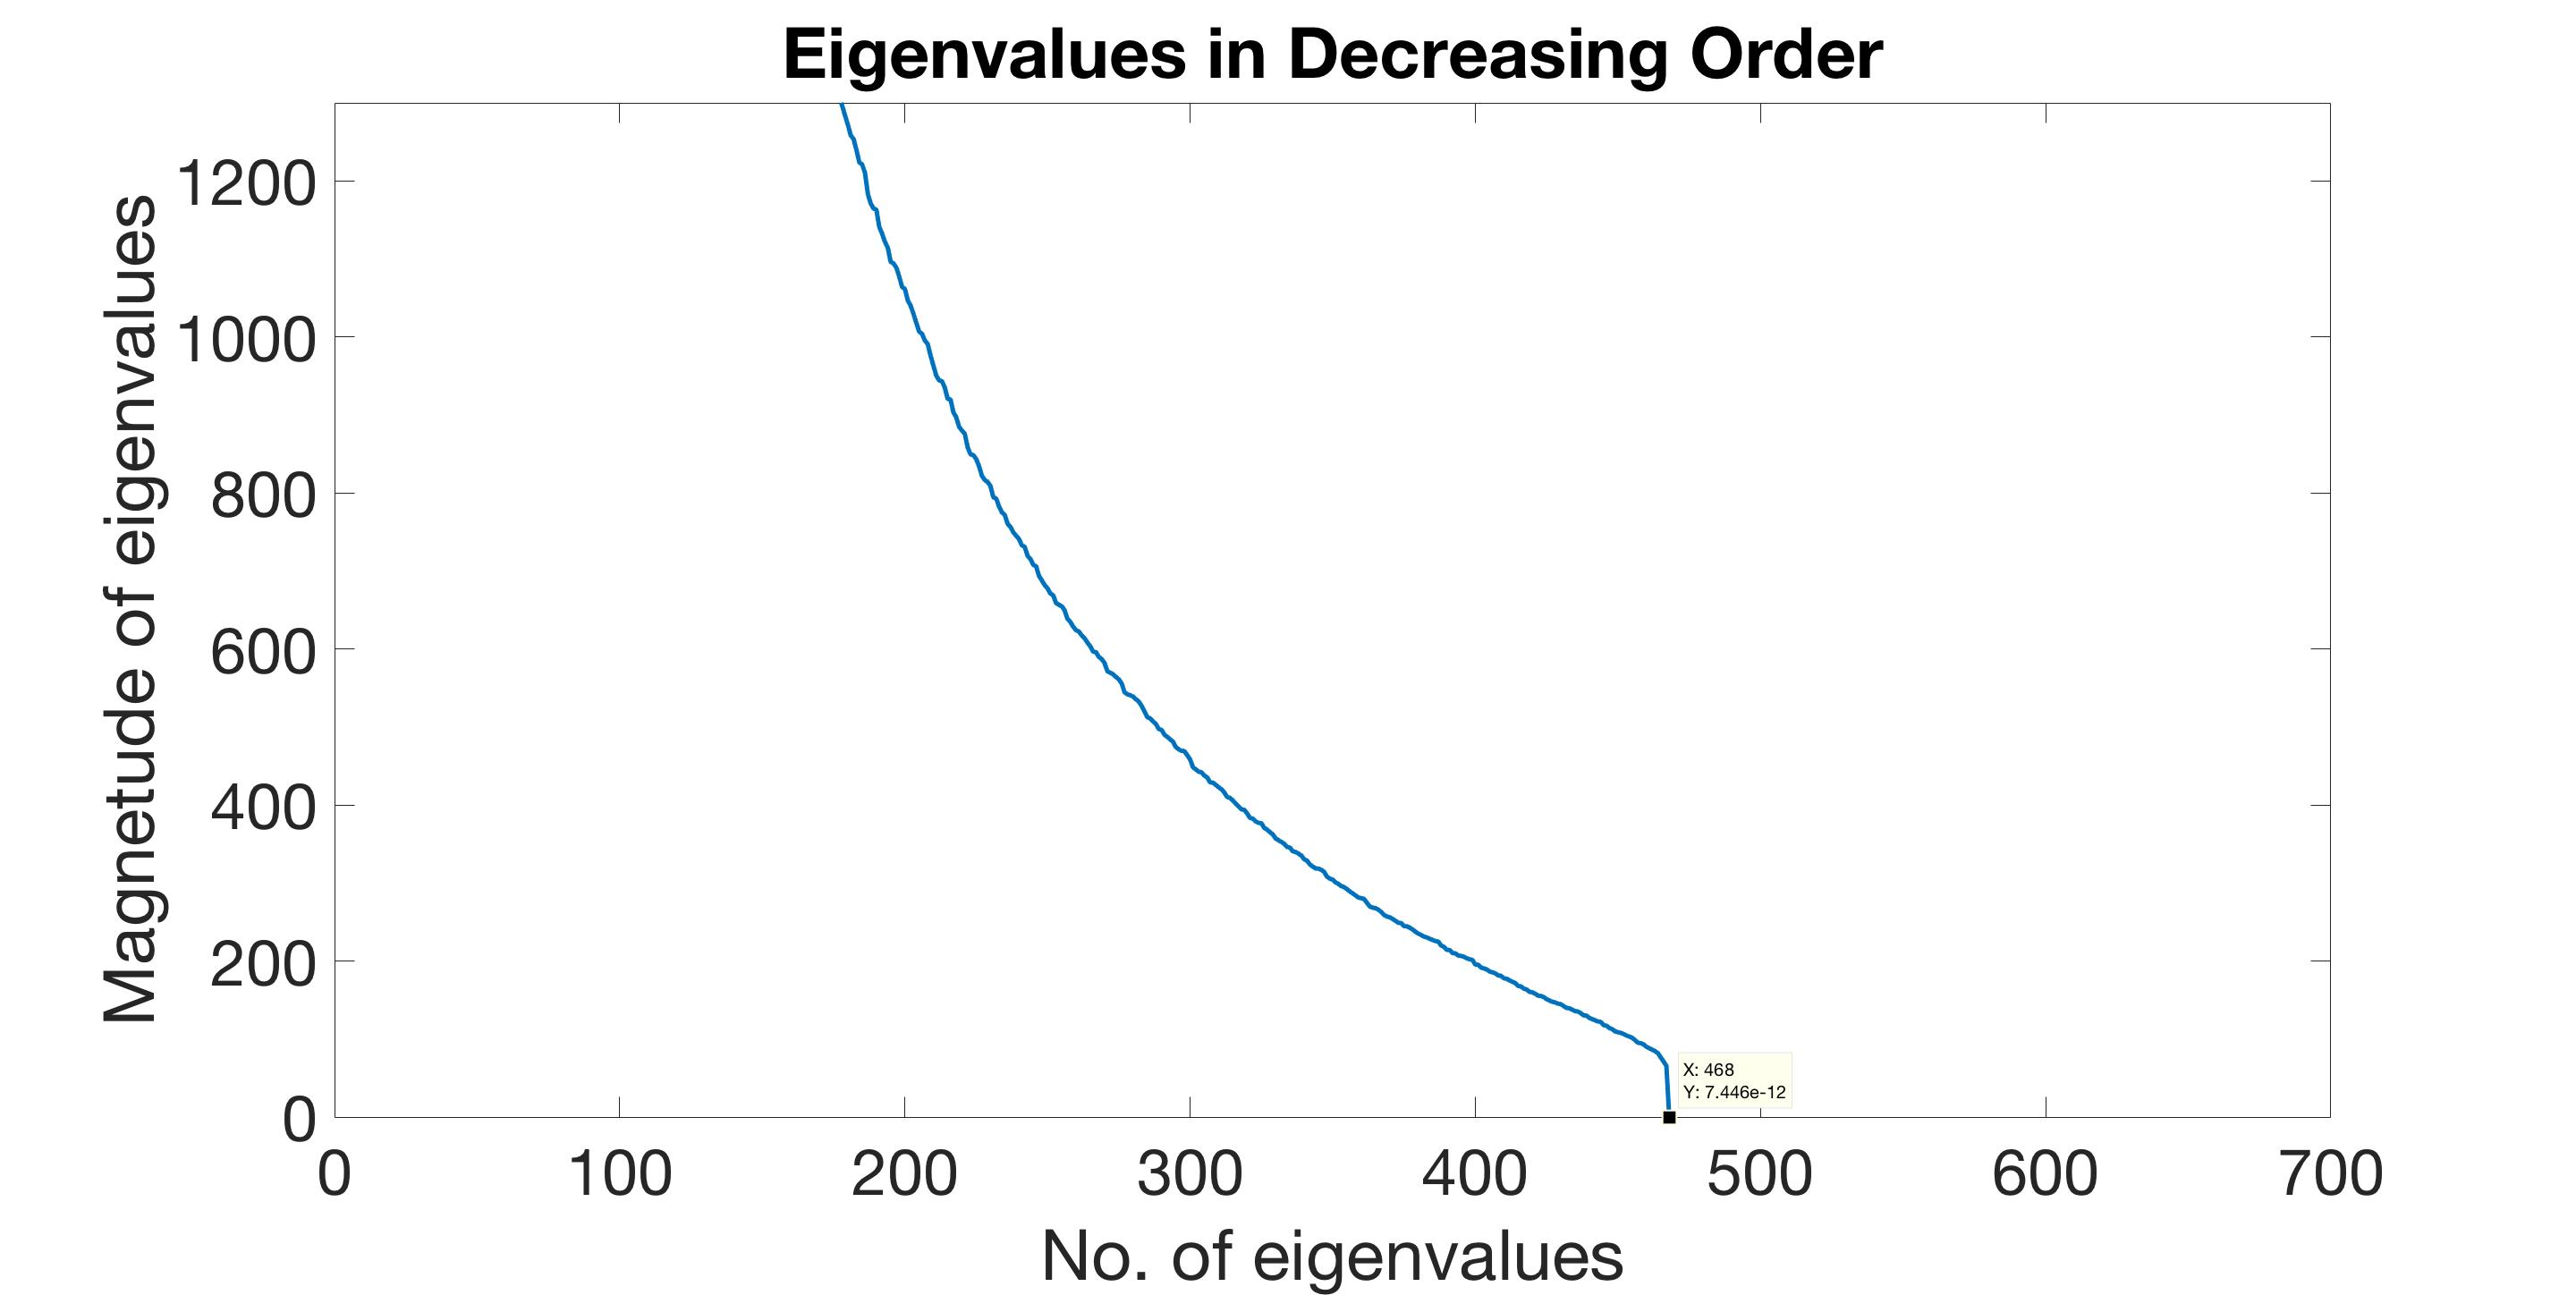 Eigenvalues in Decreasing Order
Magnetude of eigenvalues
1200
1000
800
600
400
200
0
X: 468
Y: 7.446e-12
0 100 200 300 400 500 600 700
No. of eigenvalues